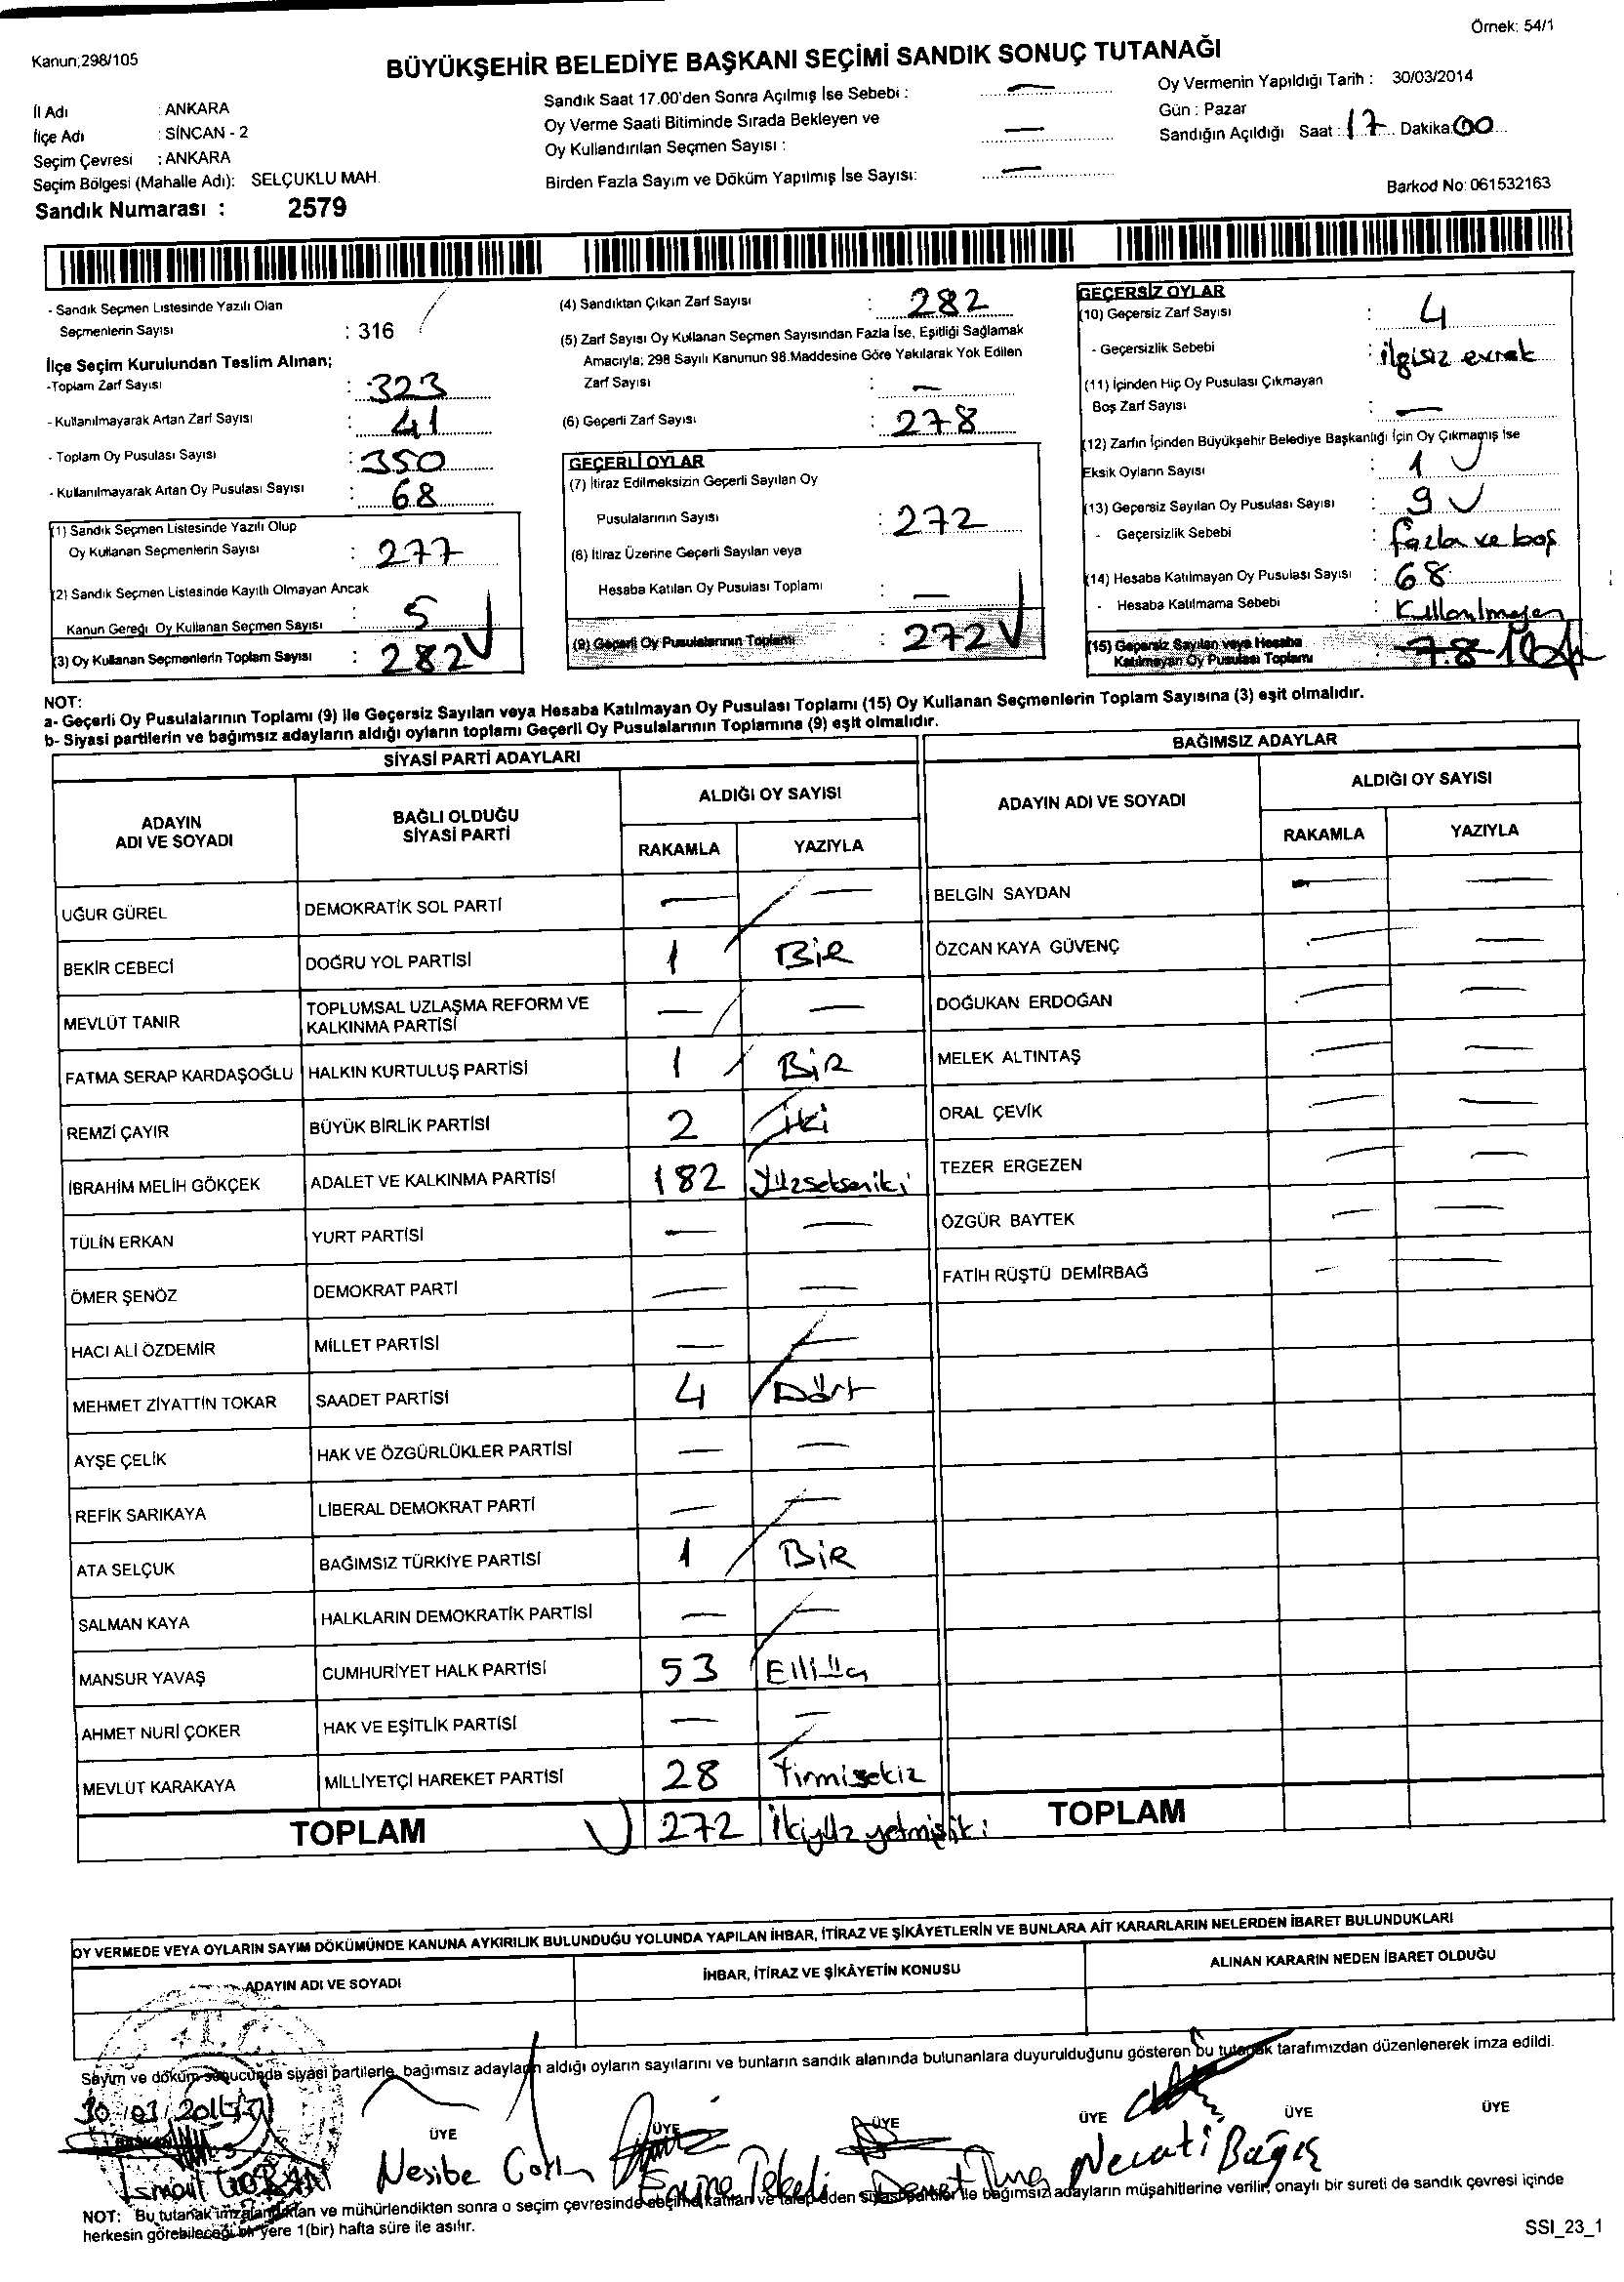 Örnek: 54/1
Kanun;298/105
BÜYÜKŞEHİR BELEDİYE BAŞKANI SEÇİMİ SANDIK SONUÇ TUTANAĞI
İl Adı : ANKARA
İlçe Adı : SİNCAN - 2
Seçim Çevresi : ANKARA
Seçim Bölgesi (Mahalle Adı): SELÇUKLU MAH.
Sandık Numarası : 2579
Sandık Saat 17.00'den Sonra Açılmış İse Sebebi : —
Oy Verme Saati Bitiminde Sırada Bekleyen ve
Oy Kullandırılan Seçmen Sayısı : —
Birden Fazla Sayım ve Döküm Yapılmış İse Sayısı: —
Oy Vermenin Yapıldığı Tarih : 30/03/2014
Gün : Pazar
Sandığın Açıldığı Saat : 17 Dakika: 00
Barkod No: 061532163
- Sandık Seçmen Listesinde Yazılı Olan
Seçmenlerin Sayısı : 316
İlçe Seçim Kurulundan Teslim Alınan;
-Toplam Zarf Sayısı : 323
- Kullanılmayarak Artan Zarf Sayısı : 41
- Toplam Oy Pusulası Sayısı : 350
- Kullanılmayarak Artan Oy Pusulası Sayısı : 68
(1) Sandık Seçmen Listesinde Yazılı Olup
Oy Kullanan Seçmenlerin Sayısı : 277
(2) Sandık Seçmen Listesinde Kayıtlı Olmayan Ancak
Kanun Gereği Oy Kullanan Seçmen Sayısı 5
(3) Oy Kullanan Seçmenlerin Toplam Sayısı : 282
(4) Sandıktan Çıkan Zarf Sayısı : 282
(5) Zarf Sayısı Oy Kullanan Seçmen Sayısından Fazla İse, Eşitliği Sağlamak
Amacıyla; 298 Sayılı Kanunun 98.Maddesine Göre Yakılarak Yok Edilen
Zarf Sayısı : —
(6) Geçerli Zarf Sayısı : 278
GEÇERLİ OYLAR
(7) İtiraz Edilmeksizin Geçerli Sayılan Oy
Pusulalarının Sayısı : 272
(8) İtiraz Üzerine Geçerli Sayılan veya
Hesaba Katılan Oy Pusulası Toplamı : —
(9) Geçerli Oy Pusulalarının Toplamı : 272
GEÇERSİZ OYLAR
(10) Geçersiz Zarf Sayısı : 4
- Geçersizlik Sebebi : ilgisiz evrak
(11) İçinden Hiç Oy Pusulası Çıkmayan
Boş Zarf Sayısı : —
(12) Zarfın İçinden Büyükşehir Belediye Başkanlığı İçin Oy Çıkmamış İse
Eksik Oyların Sayısı : 1
(13) Geçersiz Sayılan Oy Pusulası Sayısı : 9
- Geçersizlik Sebebi : fazla ve boş
(14) Hesaba Katılmayan Oy Pusulası Sayısı : 68
- Hesaba Katılmama Sebebi : Kullanılmayan
(15) Geçersiz Sayılan veya Hesaba
Katılmayan Oy Pusulası Toplamı : 78 10
NOT:
a- Geçerli Oy Pusulalarının Toplamı (9) ile Geçersiz Sayılan veya Hesaba Katılmayan Oy Pusulası Toplamı (15) Oy Kullanan Seçmenlerin Toplam Sayısına (3) eşit olmalıdır.
b- Siyasi partilerin ve bağımsız adayların aldığı oyların toplamı Geçerli Oy Pusulalarının Toplamına (9) eşit olmalıdır.
SİYASİ PARTİ ADAYLARI
ADAYIN ADI VE SOYADI
BAĞLI OLDUĞU SİYASİ PARTİ
ALDIĞI OY SAYISI
RAKAMLA YAZIYLA
UĞUR GÜREL DEMOKRATİK SOL PARTİ — —
BEKİR CEBECİ DOĞRU YOL PARTİSİ 1 BİR
MEVLÜT TANIR TOPLUMSAL UZLAŞMA REFORM VE KALKINMA PARTİSİ — —
FATMA SERAP KARDAŞOĞLU HALKIN KURTULUŞ PARTİSİ 1 BİR
REMZİ ÇAYIR BÜYÜK BİRLİK PARTİSİ 2 İki
İBRAHİM MELİH GÖKÇEK ADALET VE KALKINMA PARTİSİ 182 Yüzsekseniki
TÜLİN ERKAN YURT PARTİSİ — —
ÖMER ŞENÖZ DEMOKRAT PARTİ — —
HACI ALİ ÖZDEMİR MİLLET PARTİSİ — —
MEHMET ZİYATTİN TOKAR SAADET PARTİSİ 4 Dört
AYŞE ÇELİK HAK VE ÖZGÜRLÜKLER PARTİSİ — —
REFİK SARIKAYA LİBERAL DEMOKRAT PARTİ — —
ATA SELÇUK BAĞIMSIZ TÜRKİYE PARTİSİ 1 BİR
SALMAN KAYA HALKLARIN DEMOKRATİK PARTİSİ — —
MANSUR YAVAŞ CUMHURİYET HALK PARTİSİ 53 Elliüç
AHMET NURİ ÇOKER HAK VE EŞİTLİK PARTİSİ — —
MEVLÜT KARAKAYA MİLLİYETÇİ HAREKET PARTİSİ 28 Yirmisekiz
TOPLAM 272 İkiyüz yetmişiki
BAĞIMSIZ ADAYLAR
ADAYIN ADI VE SOYADI
ALDIĞI OY SAYISI
RAKAMLA YAZIYLA
BELGİN SAYDAN — —
ÖZCAN KAYA GÜVENÇ — —
DOĞUKAN ERDOĞAN — —
MELEK ALTINTAŞ — —
ORAL ÇEVİK — —
TEZER ERGEZEN — —
ÖZGÜR BAYTEK — —
FATİH RÜŞTÜ DEMİRBAĞ — —
TOPLAM
OY VERMEDE VEYA OYLARIN SAYIM DÖKÜMÜNDE KANUNA AYKIRILIK BULUNDUĞU YOLUNDA YAPILAN İHBAR, İTİRAZ VE ŞİKÂYETLERİN VE BUNLARA AİT KARARLARIN NELERDEN İBARET BULUNDUKLARI
ADAYIN ADI VE SOYADI
İHBAR, İTİRAZ VE ŞİKÂYETİN KONUSU
ALINAN KARARIN NEDEN İBARET OLDUĞU
Sayım ve döküm sonucunda siyasi partilerle, bağımsız adayların aldığı oyların sayılarını ve bunların sandık alanında bulunanlara duyurulduğunu gösteren bu tutanak tarafımızdan düzenlenerek imza edildi.
30/03/2014
BAŞKAN ÜYE ÜYE ÜYE ÜYE ÜYE ÜYE
İsmail Nesibe Emine Tekeli Demet Tuna Necati Bağış
NOT: Bu tutanak imzalandıktan ve mühürlendikten sonra o seçim çevresinde seçime katılan ve talep eden siyasi partiler ile bağımsız adayların müşahitlerine verilir, onaylı bir sureti de sandık çevresi içinde
herkesin görebileceği bir yere 1(bir) hafta süre ile asılır.
SSI_23_1